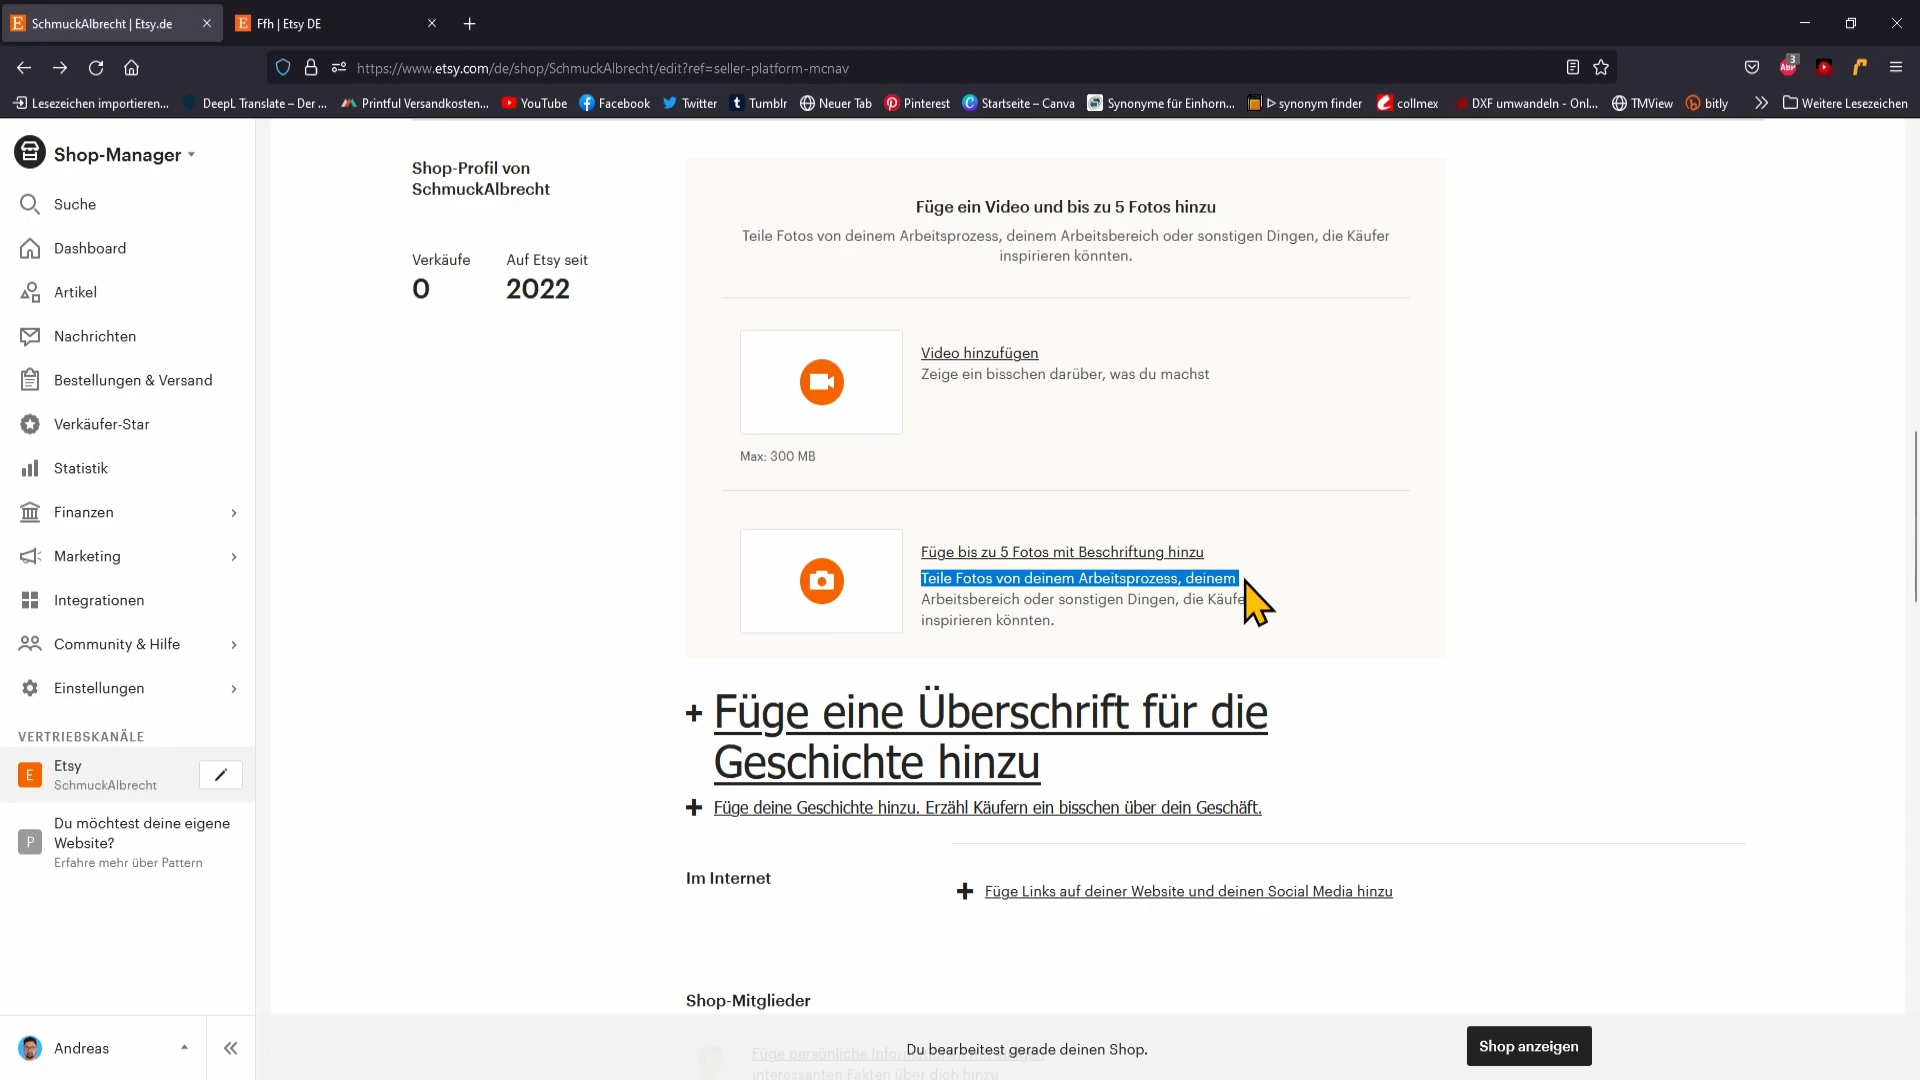 SchmuckAlbrecht | Etsy.de
Ffh | Etsy DE
https://www.etsy.com/de/shop/SchmuckAlbrecht/edit?ref=seller-platform-mcnav
3
ABP
Lesezeichen importieren...
DeepL Translate – Der ...
Printful Versandkosten...
YouTube
Facebook
Twitter
Tumblr
Neuer Tab
Pinterest
Startseite – Canva
Synonyme für Einhorn...
ᐅ synonym finder
collmex
DXF umwandeln - Onl...
TMView
bitly
Weitere Lesezeichen
Shop-Manager
Suche
Dashboard
Artikel
Nachrichten
Bestellungen & Versand
Verkäufer-Star
Statistik
Finanzen
Marketing
Integrationen
Community & Hilfe
Einstellungen
VERTRIEBSKANÄLE
E
Etsy
SchmuckAlbrecht
P
Du möchtest deine eigene
Website?
Erfahre mehr über Pattern
Andreas
Shop-Profil von
SchmuckAlbrecht
Verkäufe
0
Auf Etsy seit
2022
Füge ein Video und bis zu 5 Fotos hinzu
Teile Fotos von deinem Arbeitsprozess, deinem Arbeitsbereich oder sonstigen Dingen, die Käufer
inspirieren könnten.
Video hinzufügen
Zeige ein bisschen darüber, was du machst
Max: 300 MB
Füge bis zu 5 Fotos mit Beschriftung hinzu
Teile Fotos von deinem Arbeitsprozess, deinem
Arbeitsbereich oder sonstigen Dingen, die Käufe
inspirieren könnten.
+ Füge eine Überschrift für die
Geschichte hinzu
+ Füge deine Geschichte hinzu. Erzähl Käufern ein bisschen über dein Geschäft.
Im Internet
+ Füge Links auf deiner Website und deinen Social Media hinzu
Shop-Mitglieder
Füge persönliche
interessanten Fakten über dich hinzu
Du bearbeitest gerade deinen Shop.
Shop anzeigen